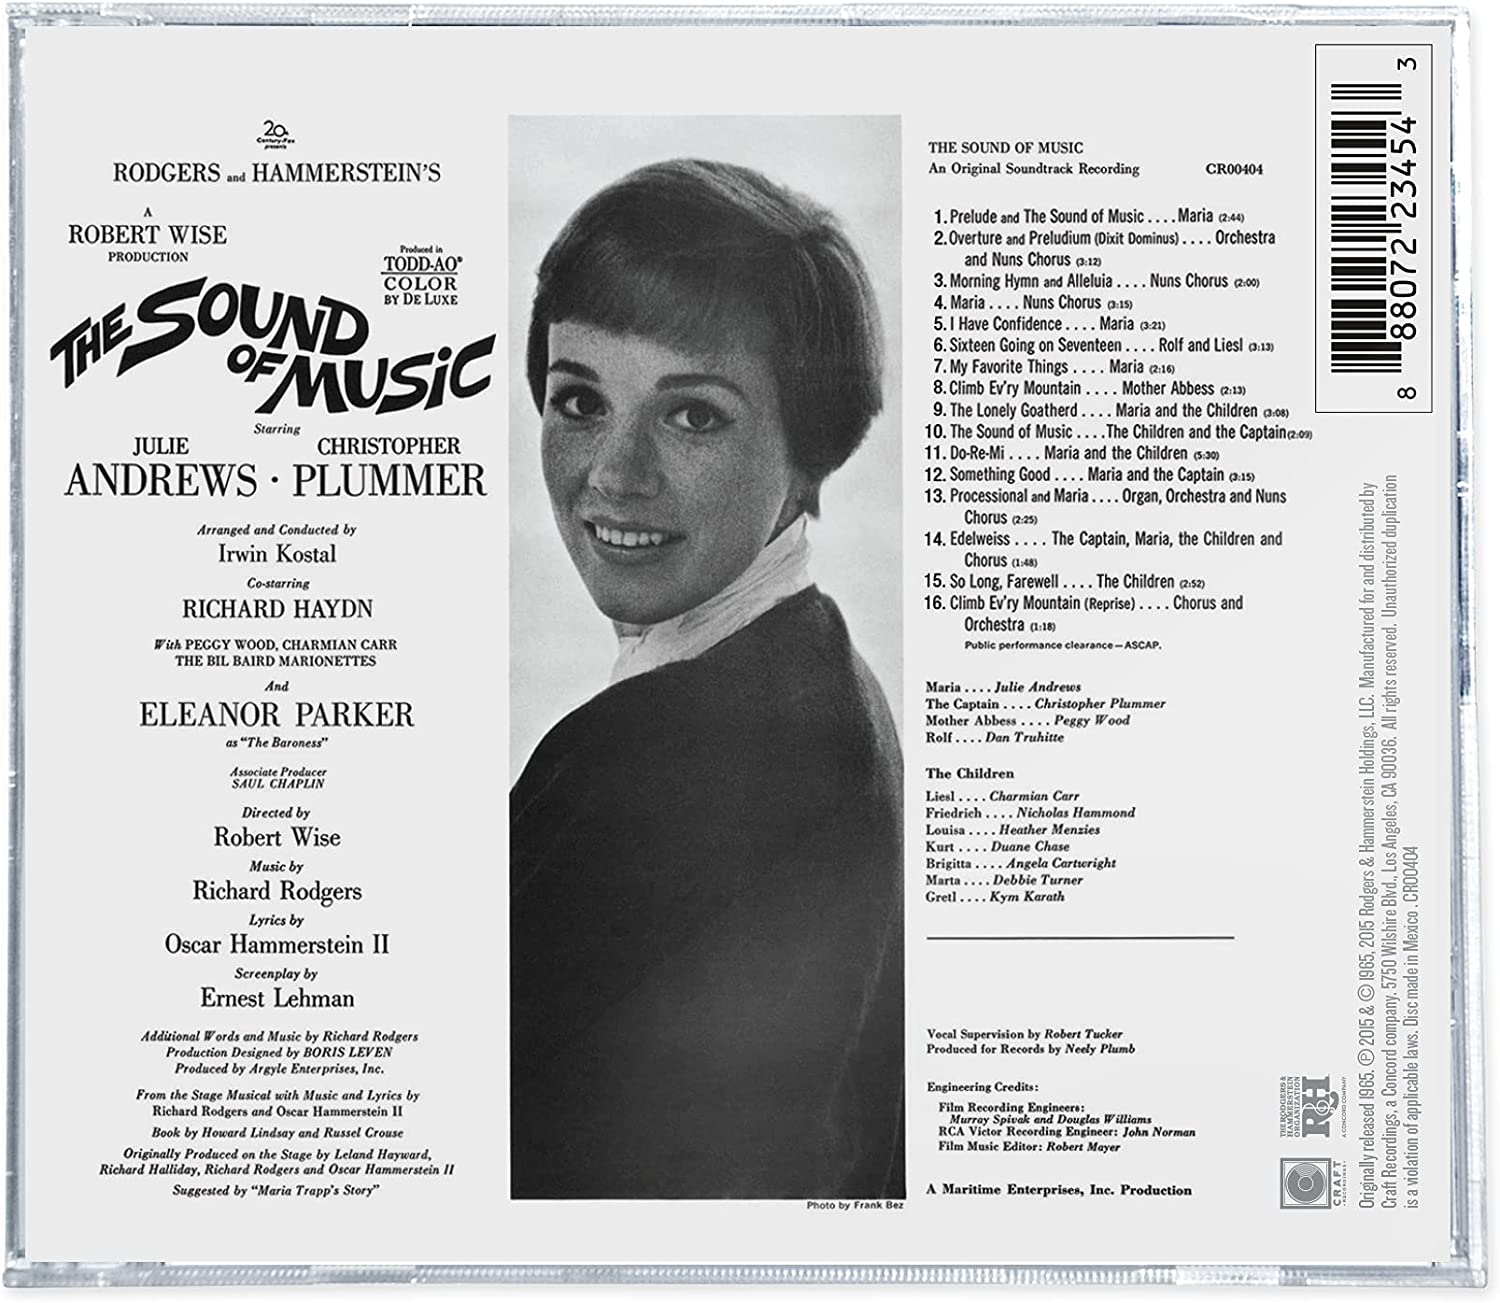 20th
Century-Fox
presents
RODGERS and HAMMERSTEIN'S
A
ROBERT WISE
PRODUCTION
Produced in
TODD-AO®
COLOR
BY DE LUXE
THE SOUND
OF MUSIC
Starring
JULIE CHRISTOPHER
ANDREWS · PLUMMER
Arranged and Conducted by
Irwin Kostal
Co-starring
RICHARD HAYDN
With PEGGY WOOD, CHARMIAN CARR
THE BIL BAIRD MARIONETTES
And
ELEANOR PARKER
as "The Baroness"
Associate Producer
SAUL CHAPLIN
Directed by
Robert Wise
Music by
Richard Rodgers
Lyrics by
Oscar Hammerstein II
Screenplay by
Ernest Lehman
Additional Words and Music by Richard Rodgers
Production Designed by BORIS LEVEN
Produced by Argyle Enterprises, Inc.
From the Stage Musical with Music and Lyrics by
Richard Rodgers and Oscar Hammerstein II
Book by Howard Lindsay and Russel Crouse
Originally Produced on the Stage by Leland Hayward,
Richard Halliday, Richard Rodgers and Oscar Hammerstein II
Suggested by "Maria Trapp's Story"
Photo by Frank Bez
THE SOUND OF MUSIC
An Original Soundtrack Recording CR00404
1. Prelude and The Sound of Music .... Maria (2:44)
2. Overture and Preludium (Dixit Dominus) .... Orchestra
and Nuns Chorus (3:12)
3. Morning Hymn and Alleluia .... Nuns Chorus (2:00)
4. Maria .... Nuns Chorus (3:15)
5. I Have Confidence .... Maria (3:21)
6. Sixteen Going on Seventeen .... Rolf and Liesl (3:13)
7. My Favorite Things .... Maria (2:16)
8. Climb Ev'ry Mountain .... Mother Abbess (2:13)
9. The Lonely Goatherd .... Maria and the Children (3:08)
10. The Sound of Music ....The Children and the Captain(2:09)
11. Do-Re-Mi .... Maria and the Children (5:30)
12. Something Good .... Maria and the Captain (3:15)
13. Processional and Maria .... Organ, Orchestra and Nuns
Chorus (2:25)
14. Edelweiss .... The Captain, Maria, the Children and
Chorus (1:48)
15. So Long, Farewell .... The Children (2:52)
16. Climb Ev'ry Mountain (Reprise) .... Chorus and
Orchestra (1:18)
Public performance clearance—ASCAP.
Maria .... Julie Andrews
The Captain .... Christopher Plummer
Mother Abbess .... Peggy Wood
Rolf .... Dan Truhitte
The Children
Liesl .... Charmian Carr
Friedrich .... Nicholas Hammond
Louisa .... Heather Menzies
Kurt .... Duane Chase
Brigitta .... Angela Cartwright
Marta .... Debbie Turner
Gretl .... Kym Karath
Vocal Supervision by Robert Tucker
Produced for Records by Neely Plumb
Engineering Credits:
Film Recording Engineers:
Murray Spivak and Douglas Williams
RCA Victor Recording Engineer: John Norman
Film Music Editor: Robert Mayer
A Maritime Enterprises, Inc. Production
8 88072 23454 3
THE RODGERS &
HAMMERSTEIN
ORGANIZATION
R&H
A CONCORD COMPANY
CRAFT
RECORDINGS
Originally released 1965. ℗ 2015 & © 1965, 2015 Rodgers & Hammerstein Holdings, LLC. Manufactured for and distributed by
Craft Recordings, a Concord company. 5750 Wilshire Blvd., Los Angeles, CA 90036. All rights reserved. Unauthorized duplication
is a violation of applicable laws. Disc made in Mexico . CR00404